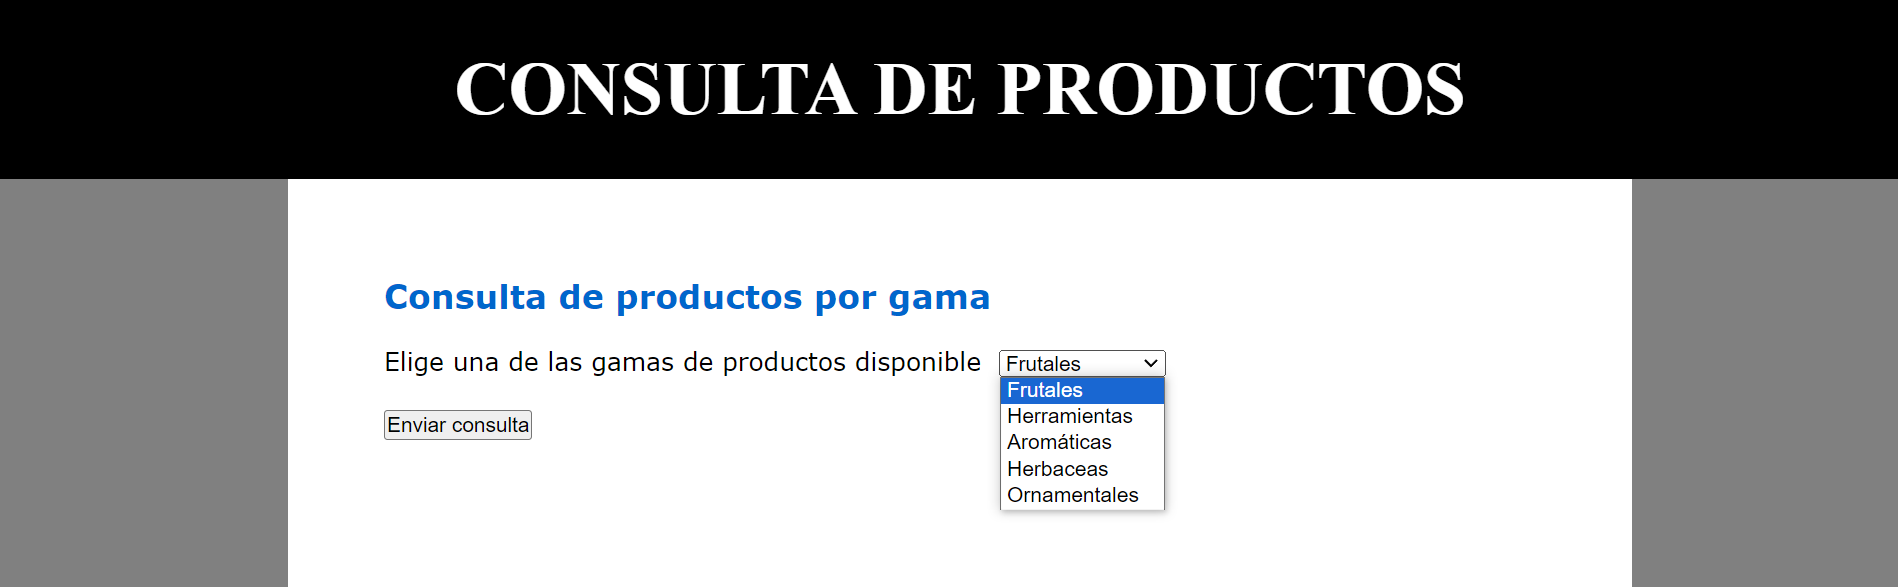 CONSULTA DE PRODUCTOS
Consulta de productos por gama
Elige una de las gamas de productos disponible Frutales
Frutales
Herramientas
Aromáticas
Herbaceas
Ornamentales
Enviar consulta